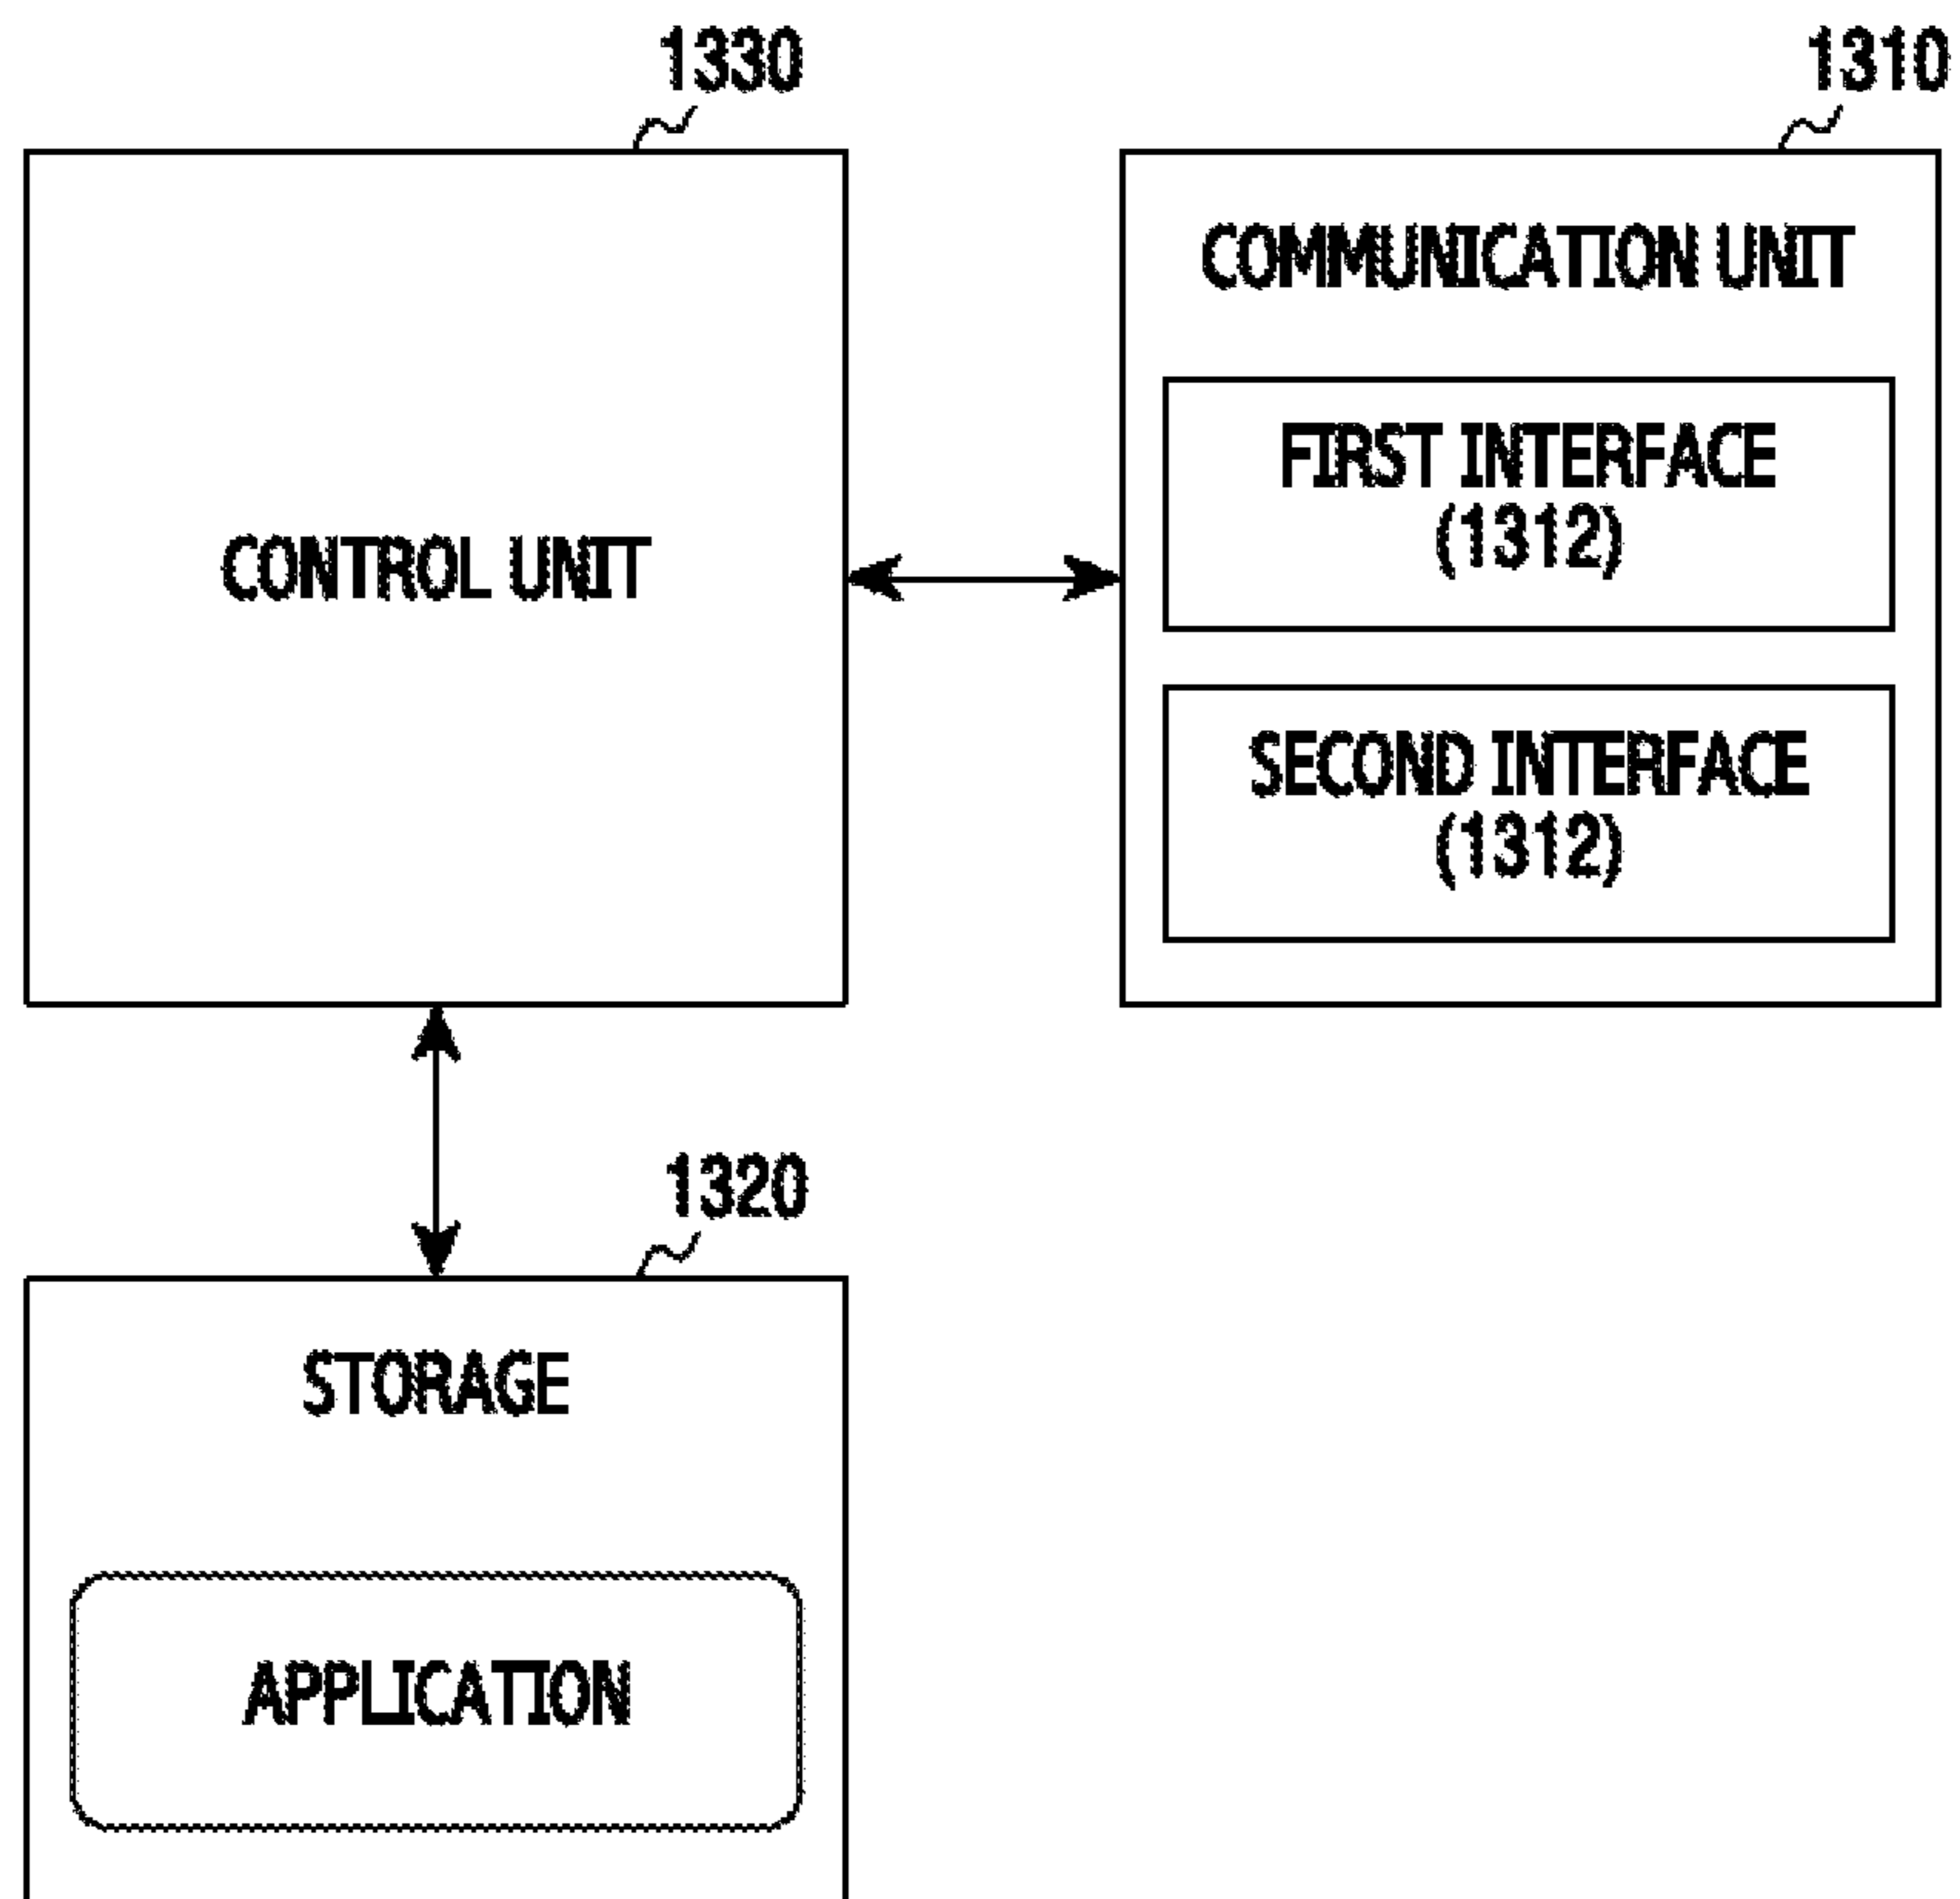 1330
1310
CONTROL UNIT
COMMUNICATION UNIT
FIRST INTERFACE
(1312)
SECOND INTERFACE
(1312)
1320
STORAGE
APPLICATION